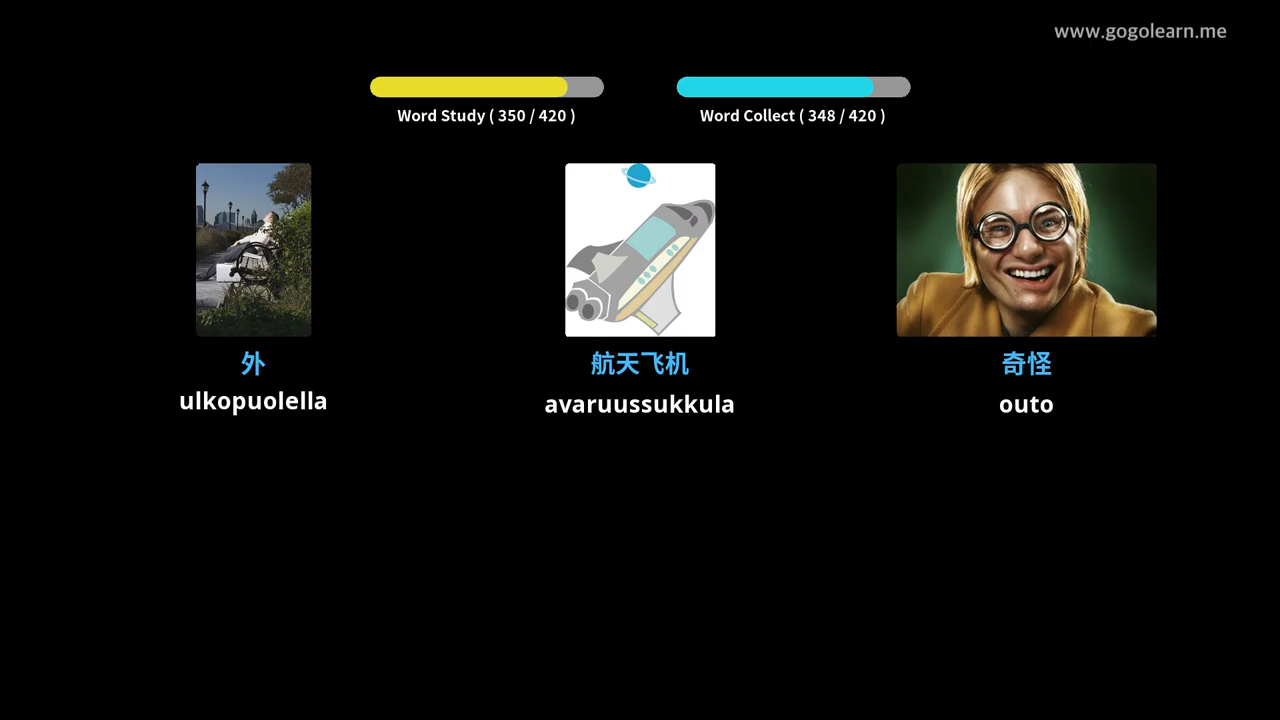 www.gogolearn.me
Word Study ( 350 / 420 )
Word Collect ( 348 / 420 )
外
航天飞机
奇怪
ulkopuolella
avaruussukkula
outo